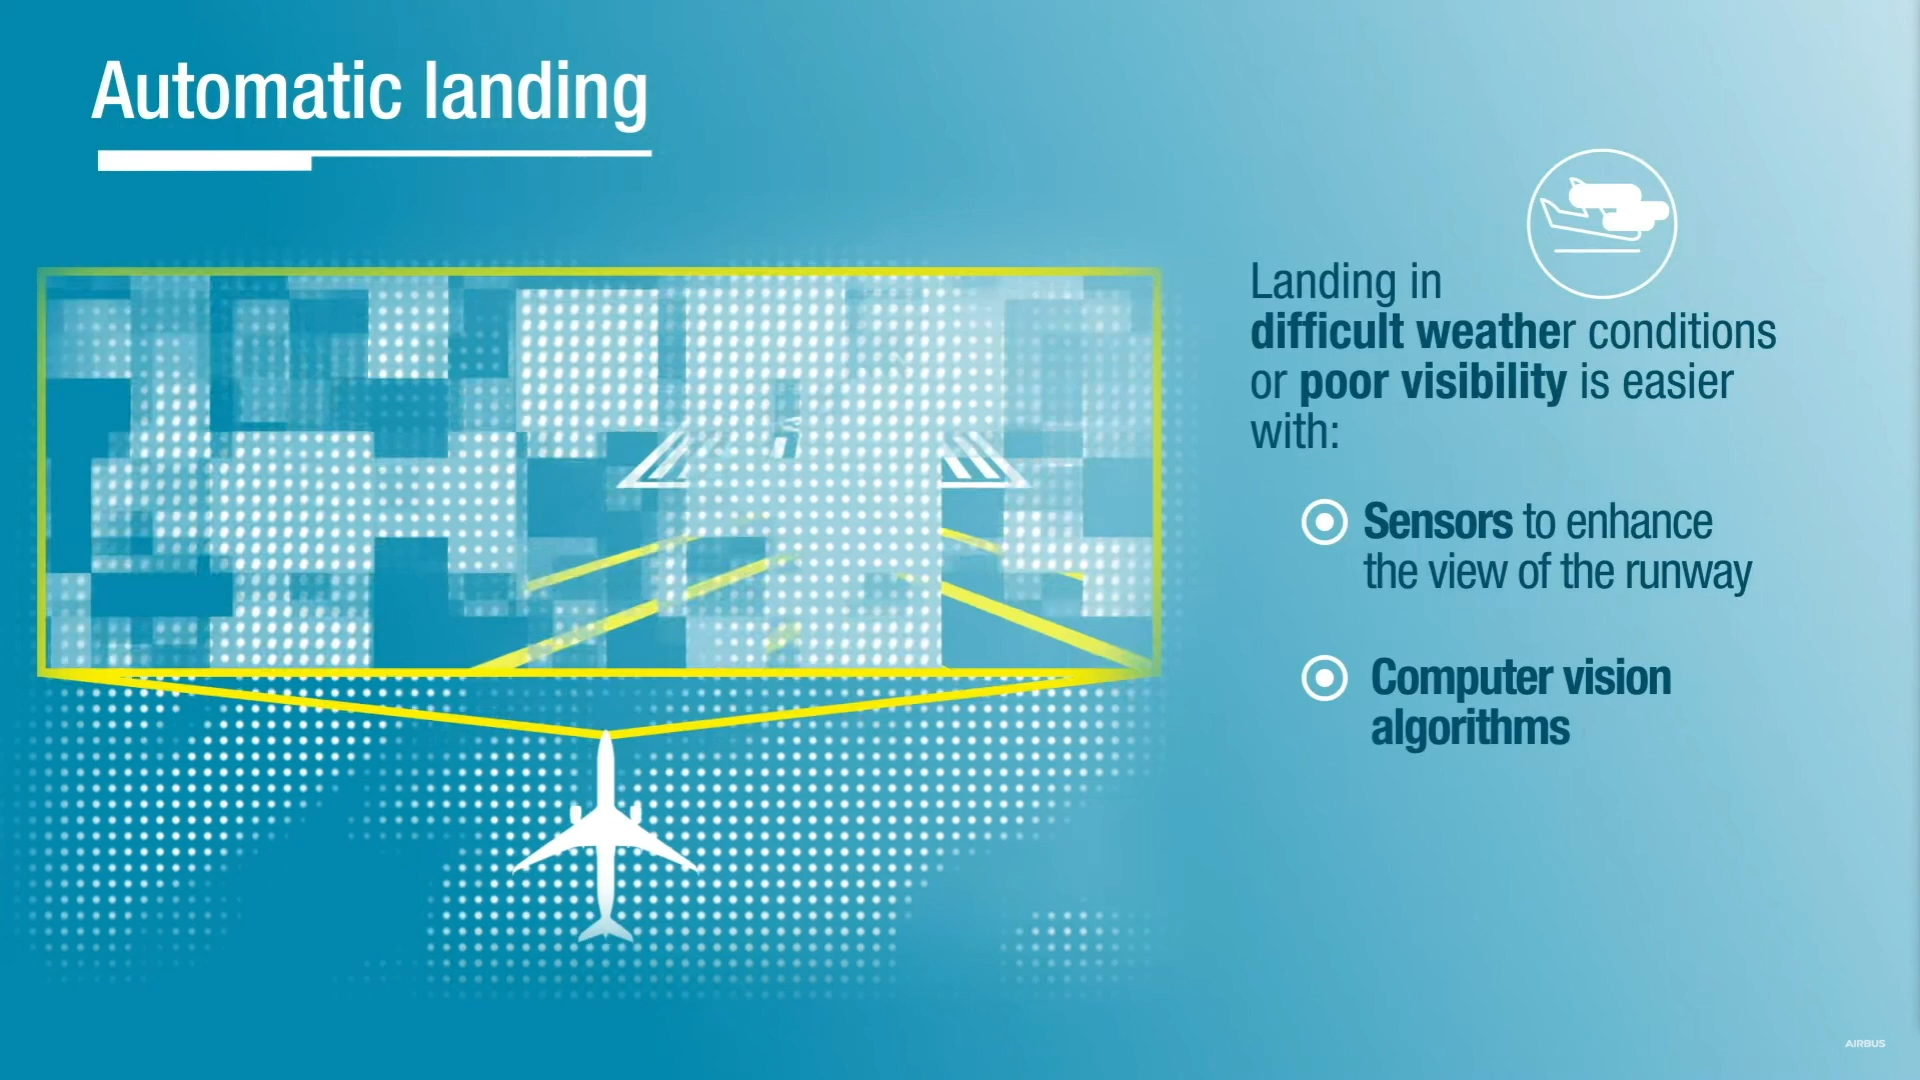 Automatic landing
Landing in
difficult weather conditions
or poor visibility is easier
with:
Sensors to enhance
the view of the runway
Computer vision
algorithms
AIRBUS